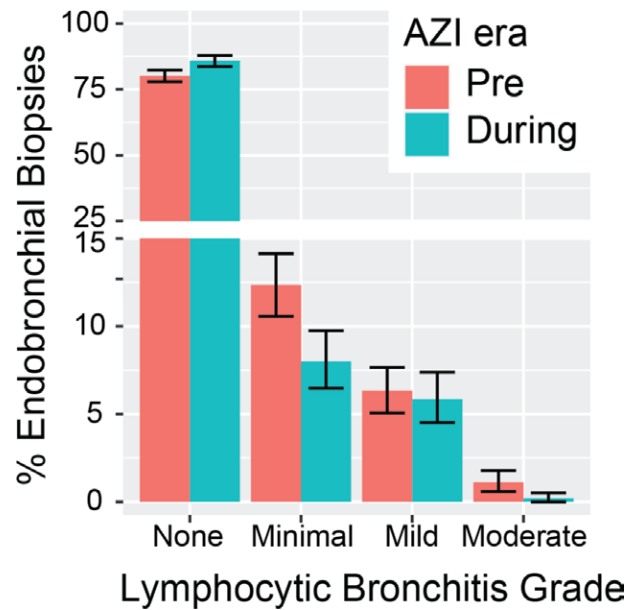 AZI era
Pre
During
% Endobronchial Biopsies
100
75
50
25
15
10
5
0
None Minimal Mild Moderate
Lymphocytic Bronchitis Grade